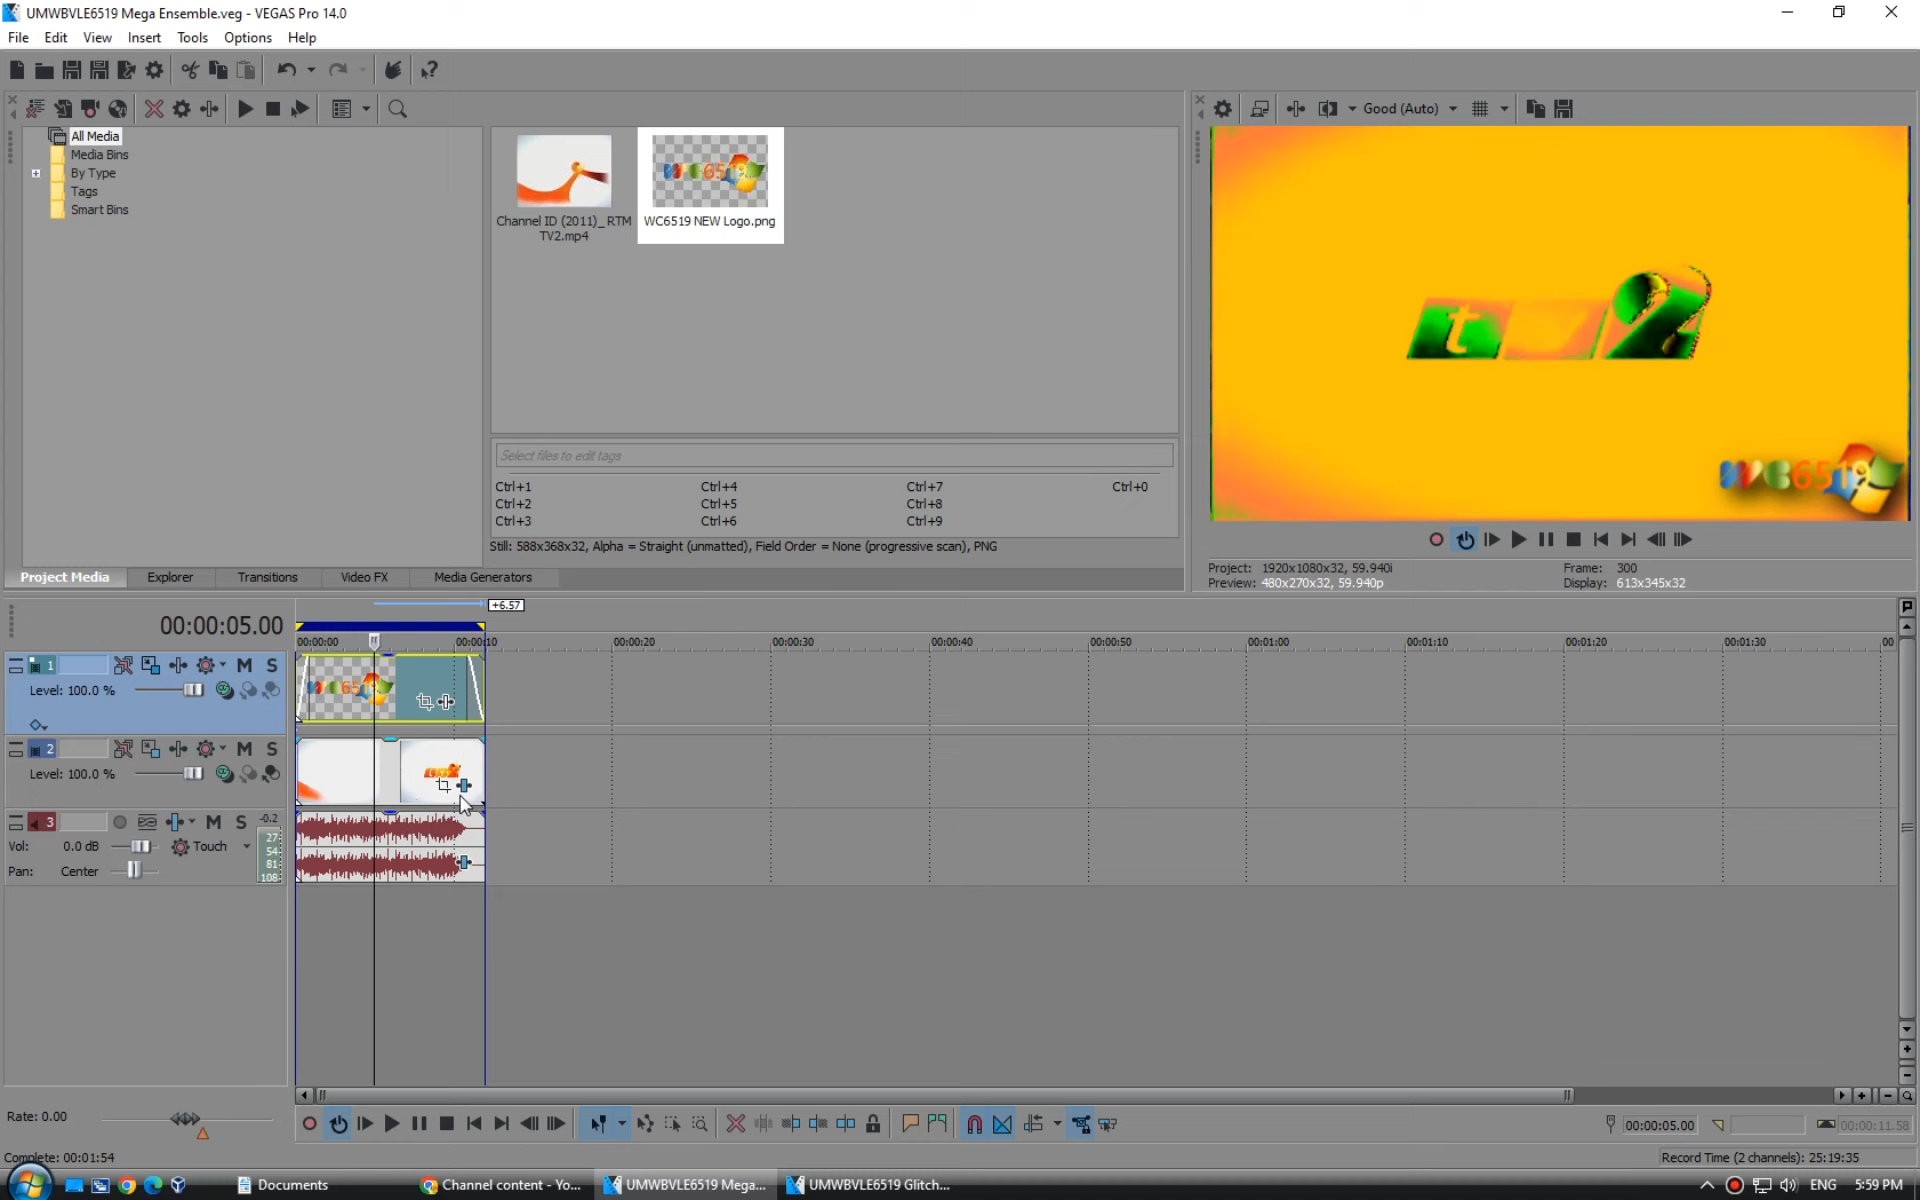 UMWBVLE6519 Mega Ensemble.veg - VEGAS Pro 14.0
File Edit View Insert Tools Options Help
Good (Auto)
All Media
Media Bins
By Type
Tags
Smart Bins
Channel ID (2011)_RTM
TV2.mp4
WC6519 NEW Logo.png
tv2
WC6519
Select files to edit tags
Ctrl+1 Ctrl+4 Ctrl+7 Ctrl+0
Ctrl+2 Ctrl+5 Ctrl+8
Ctrl+3 Ctrl+6 Ctrl+9
Still: 588x368x32, Alpha = Straight (unmatted), Field Order = None (progressive scan), PNG
Project Media Explorer Transitions Video FX Media Generators
Project: 1920x1080x32, 59.940i Frame: 300
Preview: 480x270x32, 59.940p Display: 613x345x32
+6.57
00:00:05.00
00:00:00 00:00:10 00:00:20 00:00:30 00:00:40 00:00:50 00:01:00 00:01:10 00:01:20 00:01:30 00
1 M S
Level: 100.0 %
2 M S
Level: 100.0 %
3 M S -0.2
Vol: 0.0 dB Touch
Pan: Center
27
54
81
108
Rate: 0.00
00:00:05.00 00:00:11.58
Complete: 00:01:54 Record Time (2 channels): 25:19:35
Documents Channel content - Yo... UMWBVLE6519 Mega... UMWBVLE6519 Glitch... ENG 5:59 PM